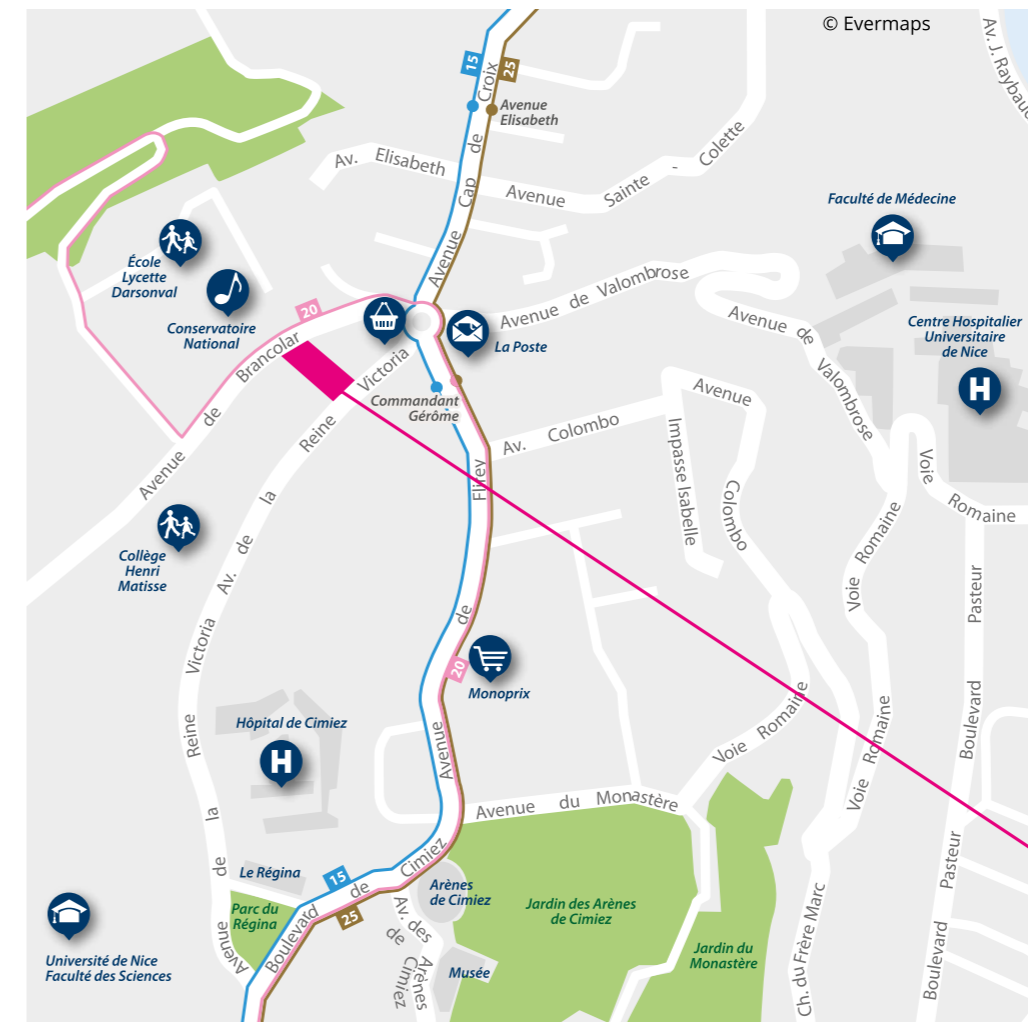 © Evermaps
Av. J. Raybaud
15
25
Avenue Cap de Croix
Avenue
Elisabeth
Av. Elisabeth
Avenue Sainte - Colette
Faculté de Médecine
École
Lycette
Darsonval
Conservatoire
National
20
Avenue de Brancolar
La Poste
Avenue de Valombrose
Avenue de Valombrose
Centre Hospitalier
Universitaire
de Nice
H
Commandant
Gérôme
Av. de la Reine Victoria
Av. Colombo
Avenue Colombo
Impasse Isabelle
Voie Romaine
Voie Romaine
Collège
Henri
Matisse
Avenue de Flirey
20
Monoprix
Boulevard Pasteur
Hôpital de Cimiez
H
Avenue de la Reine Victoria
Voie Romaine
Voie Romaine
Avenue du Monastère
Boulevard Pasteur
Le Régina
15
Parc du
Régina
Boulevard de Cimiez
25
Arènes
de Cimiez
Av. des Arènes
de Cimiez
Jardin des Arènes
de Cimiez
Jardin du
Monastère
Ch. du Frère Marc
Université de Nice
Faculté des Sciences
Musée